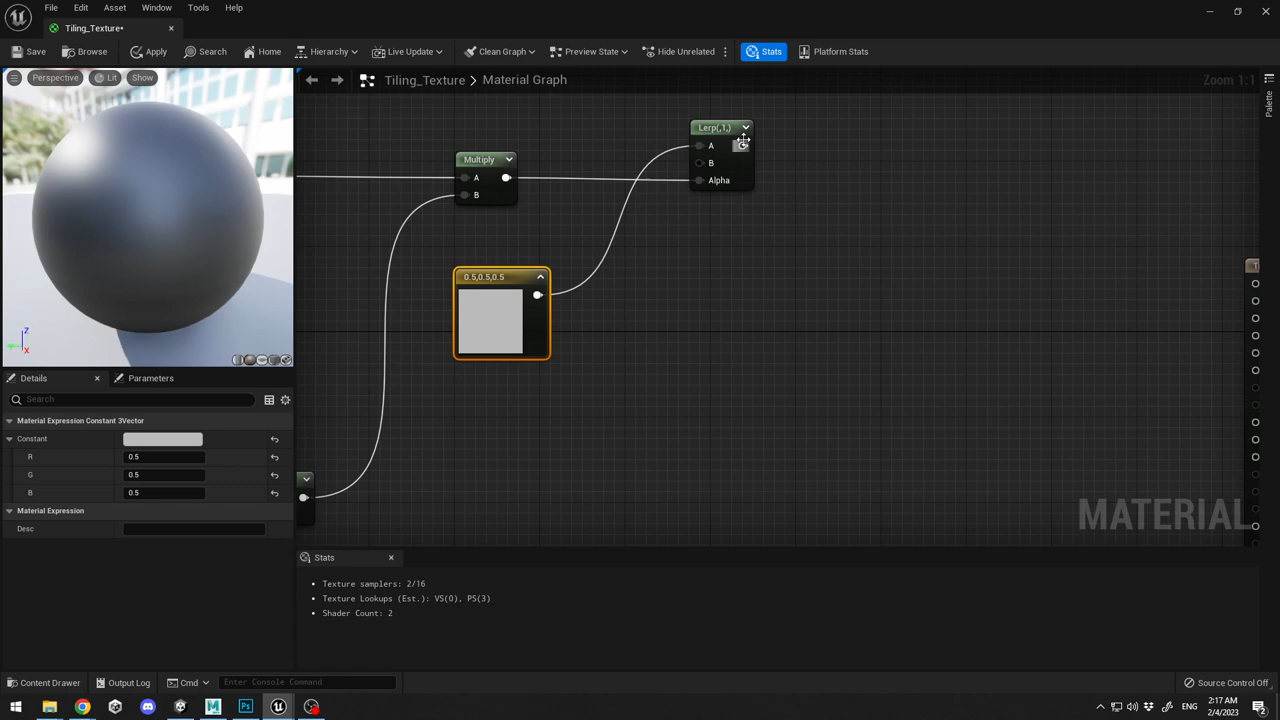 File Edit Asset Window Tools Help
Tiling_Texture*
Save Browse Apply Search Home Hierarchy Live Update Clean Graph Preview State Hide Unrelated Stats Platform Stats
Perspective Lit Show
Tiling_Texture > Material Graph Zoom 1:1
Palette
Lerp(,1,)
A
B
Alpha
Multiply
A
B
0.5,0.5,0.5
Z
X
Details Parameters
Search
Material Expression Constant 3Vector
Constant
R 0.5
G 0.5
B 0.5
Material Expression
Desc
MATERIAL
Stats
Texture samplers: 2/16
Texture Lookups (Est.): VS(0), PS(3)
Shader Count: 2
Content Drawer Output Log Cmd Enter Console Command Source Control Off
Ps ENG 2:17 AM
2/4/2023 2